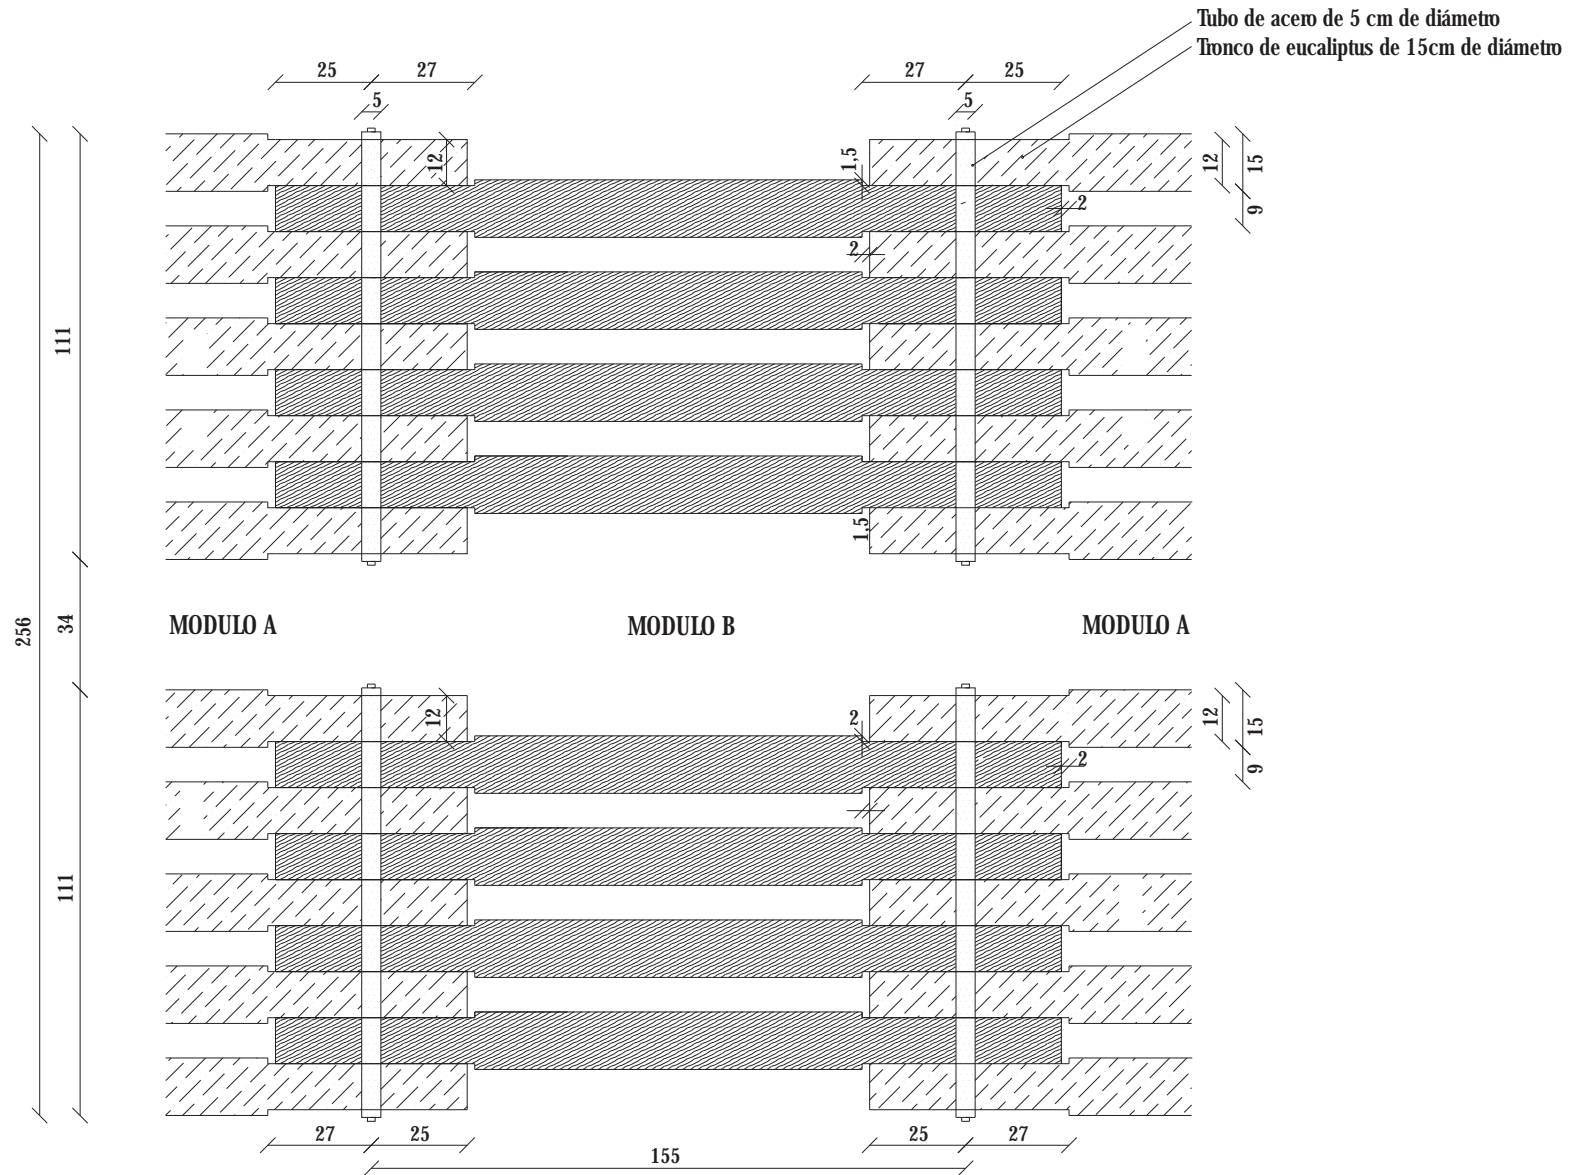 Tubo de acero de 5 cm de diámetro
Tronco de eucaliptus de 15cm de diámetro
25 27 27 25
5 5
12 1,5 12 15
2 9
2
111
1,5
256 34 MODULO A MODULO B MODULO A
12 2 12 15
2 9
111
27 25 25 27
155